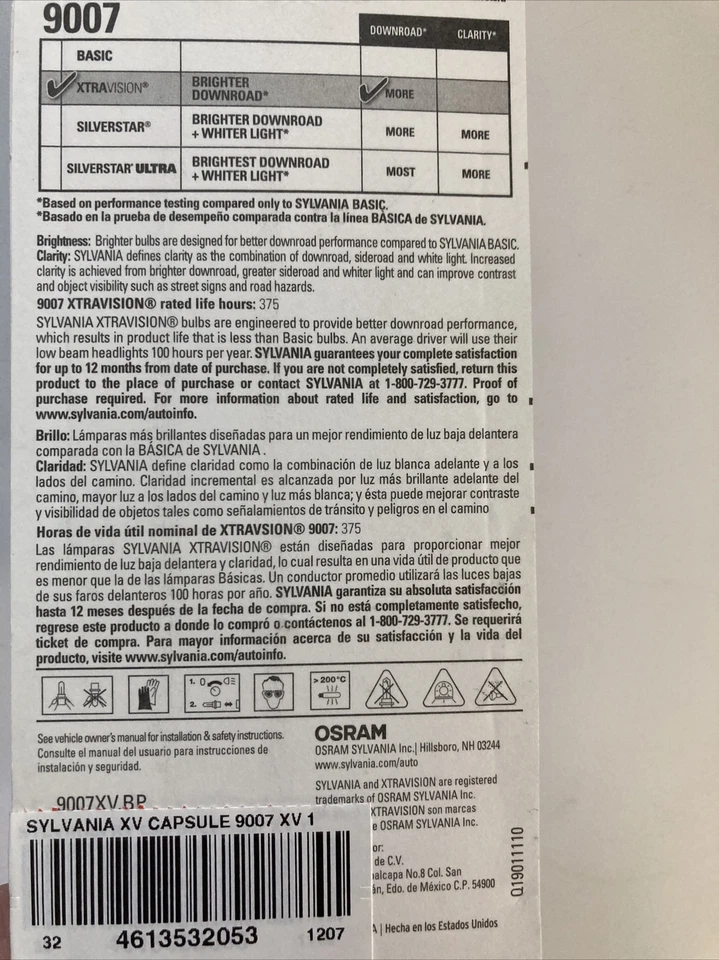 9007
DOWNROAD* CLARITY*
BASIC
XTRAVISION® BRIGHTER DOWNROAD* MORE
SILVERSTAR® BRIGHTER DOWNROAD + WHITER LIGHT* MORE MORE
SILVERSTAR® ULTRA BRIGHTEST DOWNROAD + WHITER LIGHT* MOST MORE
*Based on performance testing compared only to SYLVANIA BASIC.
*Basado en la prueba de desempeño comparada contra la línea BÁSICA de SYLVANIA.
Brightness: Brighter bulbs are designed for better downroad performance compared to SYLVANIA BASIC.
Clarity: SYLVANIA defines clarity as the combination of downroad, sideroad and white light. Increased
clarity is achieved from brighter downroad, greater sideroad and whiter light and can improve contrast
and object visibility such as street signs and road hazards.
9007 XTRAVISION® rated life hours: 375
SYLVANIA XTRAVISION® bulbs are engineered to provide better downroad performance,
which results in product life that is less than Basic bulbs. An average driver will use their
low beam headlights 100 hours per year. SYLVANIA guarantees your complete satisfaction
for up to 12 months from date of purchase. If you are not completely satisfied, return this
product to the place of purchase or contact SYLVANIA at 1-800-729-3777. Proof of
purchase required. For more information about rated life and satisfaction, go to
www.sylvania.com/autoinfo.
Brillo: Lámparas más brillantes diseñadas para un mejor rendimiento de luz baja delantera
comparada con la BÁSICA de SYLVANIA .
Claridad: SYLVANIA define claridad como la combinación de luz blanca adelante y a los
lados del camino. Claridad incremental es alcanzada por luz más brillante adelante del
camino, mayor luz a los lados del camino y luz más blanca; y ésta puede mejorar contraste
y visibilidad de objetos tales como señalamientos de tránsito y peligros en el camino
Horas de vida útil nominal de XTRAVSION® 9007: 375
Las lámparas SYLVANIA XTRAVISION® están diseñadas para proporcionar mejor
rendimiento de luz baja delantera y claridad, lo cual resulta en una vida útil de producto que
es menor que la de las lámparas Básicas. Un conductor promedio utilizará las luces bajas
de sus faros delanteros 100 horas por año. SYLVANIA garantiza su absoluta satisfacción
hasta 12 meses después de la fecha de compra. Si no está completamente satisfecho,
regrese este producto a donde lo compró o contáctenos al 1-800-729-3777. Se requerirá
ticket de compra. Para mayor información acerca de su satisfacción y la vida del
producto, visite www.sylvania.com/autoinfo.
1. 0
2.
>200°C
See vehicle owner's manual for installation & safety instructions.
Consulte el manual del usuario para instrucciones de
instalación y seguridad.
OSRAM
OSRAM SYLVANIA Inc.| Hillsboro, NH 03244
www.sylvania.com/auto
SYLVANIA and XTRAVISION are registered
trademarks of OSRAM SYLVANIA Inc.
XTRAVISION son marcas
e OSRAM SYLVANIA Inc.
9007XV.BP
SYLVANIA XV CAPSULE 9007 XV 1
32 4613532053 1207
or:
de C.V.
alcapa No.8 Col. San
án, Edo. de México C.P. 54900
A | Hecha en los Estados Unidos
Q19011110